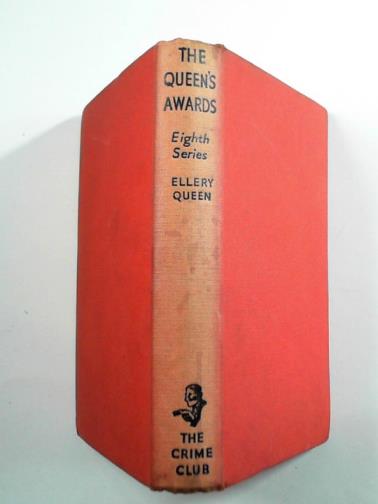 THE
QUEEN'S
AWARDS
Eighth
Series
ELLERY
QUEEN
THE
CRIME
CLUB